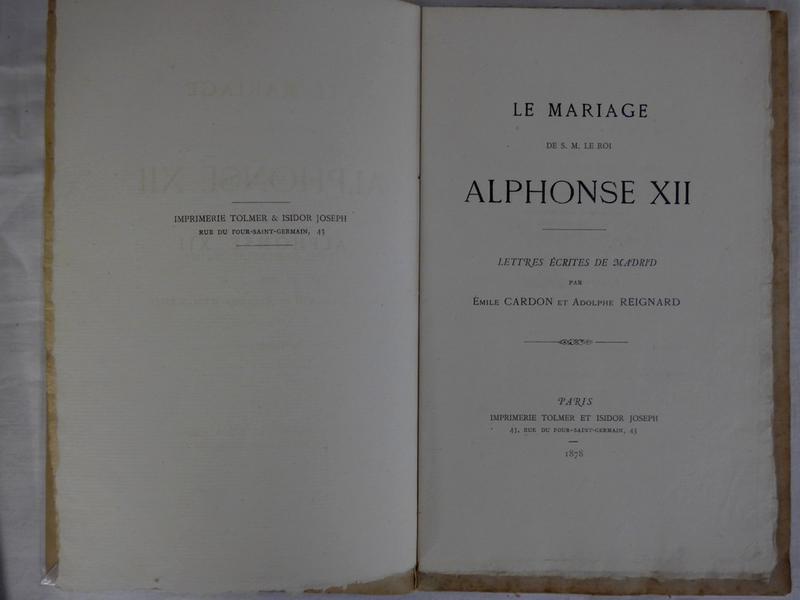 IMPRIMERIE TOLMER & ISIDOR JOSEPH
RUE DU FOUR-SAINT-GERMAIN, 43
LE MARIAGE
DE S. M. LE ROI
ALPHONSE XII
LETTRES ÉCRITES DE MADRID
PAR
ÉMILE CARDON ET ADOLPHE REIGNARD
PARIS
IMPRIMERIE TOLMER ET ISIDOR JOSEPH
43, RUE DU FOUR-SAINT-GERMAIN, 43
1878